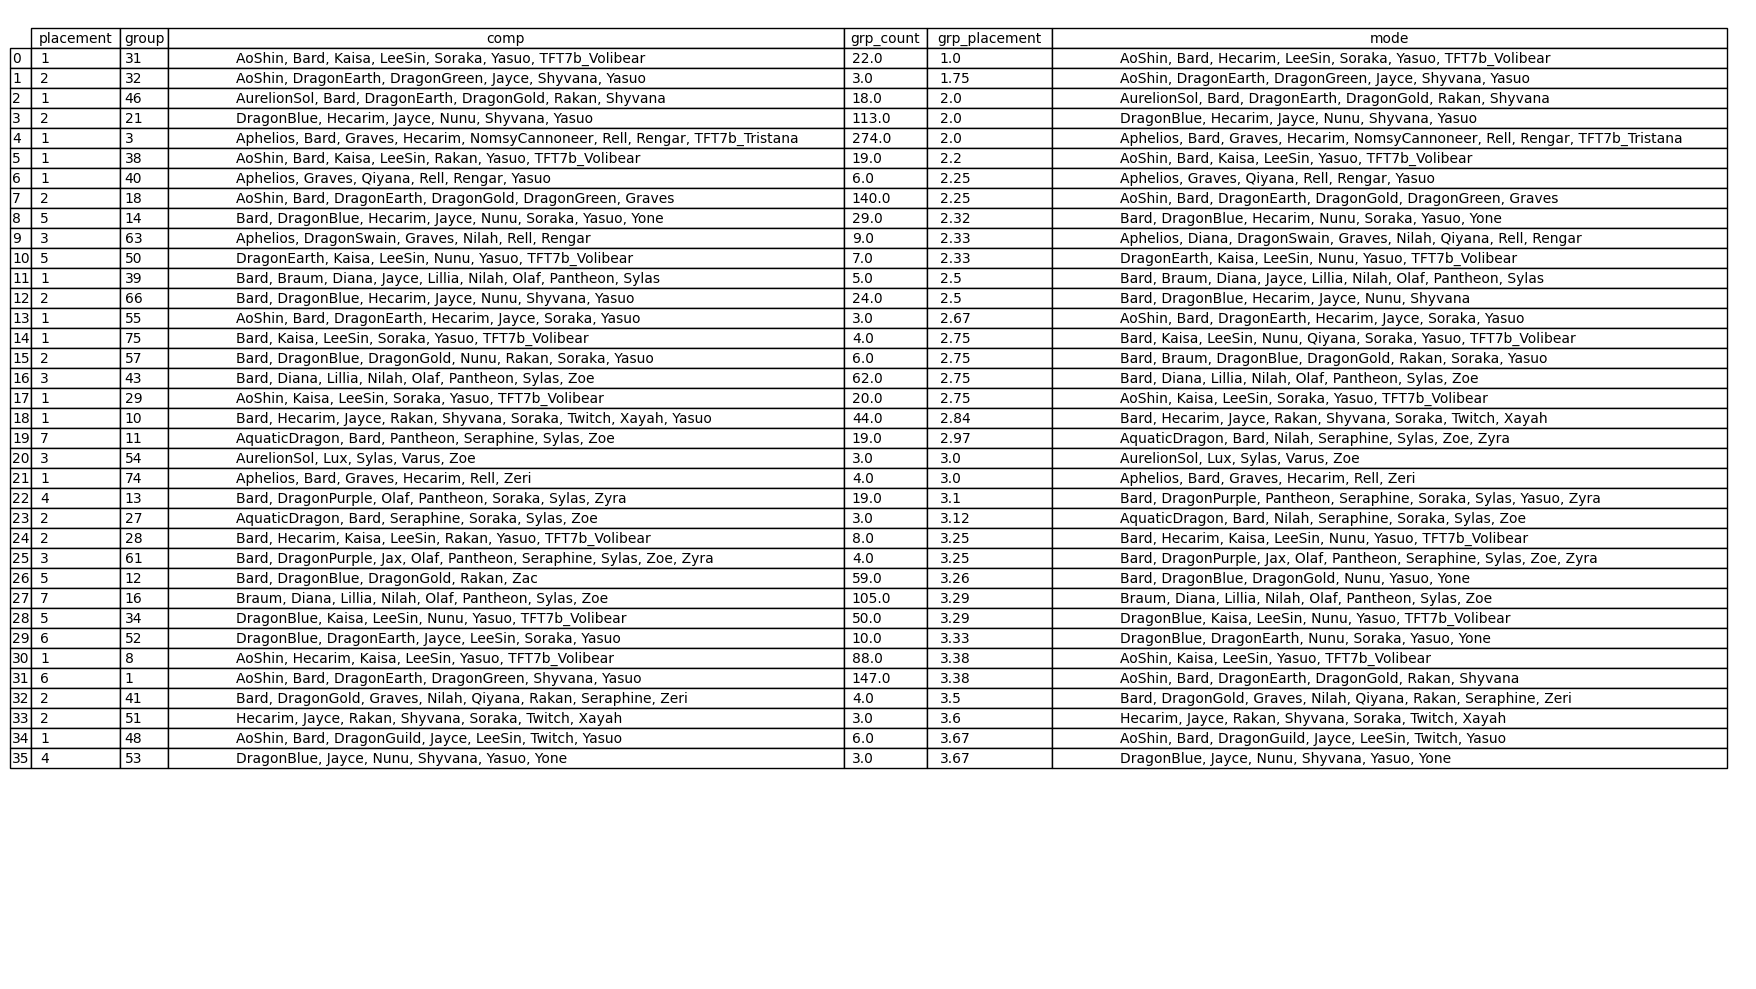 placement group comp grp_count grp_placement mode
0 1 31 AoShin, Bard, Kaisa, LeeSin, Soraka, Yasuo, TFT7b_Volibear 22.0 1.0 AoShin, Bard, Hecarim, LeeSin, Soraka, Yasuo, TFT7b_Volibear
1 2 32 AoShin, DragonEarth, DragonGreen, Jayce, Shyvana, Yasuo 3.0 1.75 AoShin, DragonEarth, DragonGreen, Jayce, Shyvana, Yasuo
2 1 46 AurelionSol, Bard, DragonEarth, DragonGold, Rakan, Shyvana 18.0 2.0 AurelionSol, Bard, DragonEarth, DragonGold, Rakan, Shyvana
3 2 21 DragonBlue, Hecarim, Jayce, Nunu, Shyvana, Yasuo 113.0 2.0 DragonBlue, Hecarim, Jayce, Nunu, Shyvana, Yasuo
4 1 3 Aphelios, Bard, Graves, Hecarim, NomsyCannoneer, Rell, Rengar, TFT7b_Tristana 274.0 2.0 Aphelios, Bard, Graves, Hecarim, NomsyCannoneer, Rell, Rengar, TFT7b_Tristana
5 1 38 AoShin, Bard, Kaisa, LeeSin, Rakan, Yasuo, TFT7b_Volibear 19.0 2.2 AoShin, Bard, Kaisa, LeeSin, Yasuo, TFT7b_Volibear
6 1 40 Aphelios, Graves, Qiyana, Rell, Rengar, Yasuo 6.0 2.25 Aphelios, Graves, Qiyana, Rell, Rengar, Yasuo
7 2 18 AoShin, Bard, DragonEarth, DragonGold, DragonGreen, Graves 140.0 2.25 AoShin, Bard, DragonEarth, DragonGold, DragonGreen, Graves
8 5 14 Bard, DragonBlue, Hecarim, Jayce, Nunu, Soraka, Yasuo, Yone 29.0 2.32 Bard, DragonBlue, Hecarim, Nunu, Soraka, Yasuo, Yone
9 3 63 Aphelios, DragonSwain, Graves, Nilah, Rell, Rengar 9.0 2.33 Aphelios, Diana, DragonSwain, Graves, Nilah, Qiyana, Rell, Rengar
10 5 50 DragonEarth, Kaisa, LeeSin, Nunu, Yasuo, TFT7b_Volibear 7.0 2.33 DragonEarth, Kaisa, LeeSin, Nunu, Yasuo, TFT7b_Volibear
11 1 39 Bard, Braum, Diana, Jayce, Lillia, Nilah, Olaf, Pantheon, Sylas 5.0 2.5 Bard, Braum, Diana, Jayce, Lillia, Nilah, Olaf, Pantheon, Sylas
12 2 66 Bard, DragonBlue, Hecarim, Jayce, Nunu, Shyvana, Yasuo 24.0 2.5 Bard, DragonBlue, Hecarim, Jayce, Nunu, Shyvana
13 1 55 AoShin, Bard, DragonEarth, Hecarim, Jayce, Soraka, Yasuo 3.0 2.67 AoShin, Bard, DragonEarth, Hecarim, Jayce, Soraka, Yasuo
14 1 75 Bard, Kaisa, LeeSin, Soraka, Yasuo, TFT7b_Volibear 4.0 2.75 Bard, Kaisa, LeeSin, Nunu, Qiyana, Soraka, Yasuo, TFT7b_Volibear
15 2 57 Bard, DragonBlue, DragonGold, Nunu, Rakan, Soraka, Yasuo 6.0 2.75 Bard, Braum, DragonBlue, DragonGold, Rakan, Soraka, Yasuo
16 3 43 Bard, Diana, Lillia, Nilah, Olaf, Pantheon, Sylas, Zoe 62.0 2.75 Bard, Diana, Lillia, Nilah, Olaf, Pantheon, Sylas, Zoe
17 1 29 AoShin, Kaisa, LeeSin, Soraka, Yasuo, TFT7b_Volibear 20.0 2.75 AoShin, Kaisa, LeeSin, Soraka, Yasuo, TFT7b_Volibear
18 1 10 Bard, Hecarim, Jayce, Rakan, Shyvana, Soraka, Twitch, Xayah, Yasuo 44.0 2.84 Bard, Hecarim, Jayce, Rakan, Shyvana, Soraka, Twitch, Xayah
19 7 11 AquaticDragon, Bard, Pantheon, Seraphine, Sylas, Zoe 19.0 2.97 AquaticDragon, Bard, Nilah, Seraphine, Sylas, Zoe, Zyra
20 3 54 AurelionSol, Lux, Sylas, Varus, Zoe 3.0 3.0 AurelionSol, Lux, Sylas, Varus, Zoe
21 1 74 Aphelios, Bard, Graves, Hecarim, Rell, Zeri 4.0 3.0 Aphelios, Bard, Graves, Hecarim, Rell, Zeri
22 4 13 Bard, DragonPurple, Olaf, Pantheon, Soraka, Sylas, Zyra 19.0 3.1 Bard, DragonPurple, Pantheon, Seraphine, Soraka, Sylas, Yasuo, Zyra
23 2 27 AquaticDragon, Bard, Seraphine, Soraka, Sylas, Zoe 3.0 3.12 AquaticDragon, Bard, Nilah, Seraphine, Soraka, Sylas, Zoe
24 2 28 Bard, Hecarim, Kaisa, LeeSin, Rakan, Yasuo, TFT7b_Volibear 8.0 3.25 Bard, Hecarim, Kaisa, LeeSin, Nunu, Yasuo, TFT7b_Volibear
25 3 61 Bard, DragonPurple, Jax, Olaf, Pantheon, Seraphine, Sylas, Zoe, Zyra 4.0 3.25 Bard, DragonPurple, Jax, Olaf, Pantheon, Seraphine, Sylas, Zoe, Zyra
26 5 12 Bard, DragonBlue, DragonGold, Rakan, Zac 59.0 3.26 Bard, DragonBlue, DragonGold, Nunu, Yasuo, Yone
27 7 16 Braum, Diana, Lillia, Nilah, Olaf, Pantheon, Sylas, Zoe 105.0 3.29 Braum, Diana, Lillia, Nilah, Olaf, Pantheon, Sylas, Zoe
28 5 34 DragonBlue, Kaisa, LeeSin, Nunu, Yasuo, TFT7b_Volibear 50.0 3.29 DragonBlue, Kaisa, LeeSin, Nunu, Yasuo, TFT7b_Volibear
29 6 52 DragonBlue, DragonEarth, Jayce, LeeSin, Soraka, Yasuo 10.0 3.33 DragonBlue, DragonEarth, Nunu, Soraka, Yasuo, Yone
30 1 8 AoShin, Hecarim, Kaisa, LeeSin, Yasuo, TFT7b_Volibear 88.0 3.38 AoShin, Kaisa, LeeSin, Yasuo, TFT7b_Volibear
31 6 1 AoShin, Bard, DragonEarth, DragonGreen, Shyvana, Yasuo 147.0 3.38 AoShin, Bard, DragonEarth, DragonGold, Rakan, Shyvana
32 2 41 Bard, DragonGold, Graves, Nilah, Qiyana, Rakan, Seraphine, Zeri 4.0 3.5 Bard, DragonGold, Graves, Nilah, Qiyana, Rakan, Seraphine, Zeri
33 2 51 Hecarim, Jayce, Rakan, Shyvana, Soraka, Twitch, Xayah 3.0 3.6 Hecarim, Jayce, Rakan, Shyvana, Soraka, Twitch, Xayah
34 1 48 AoShin, Bard, DragonGuild, Jayce, LeeSin, Twitch, Yasuo 6.0 3.67 AoShin, Bard, DragonGuild, Jayce, LeeSin, Twitch, Yasuo
35 4 53 DragonBlue, Jayce, Nunu, Shyvana, Yasuo, Yone 3.0 3.67 DragonBlue, Jayce, Nunu, Shyvana, Yasuo, Yone